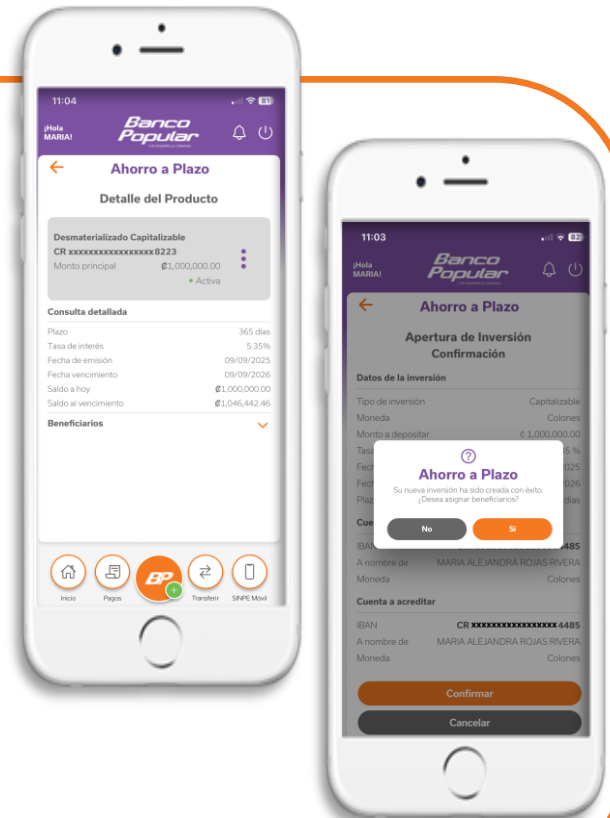 11:04
81
¡Hola
MARIA!
Banco
Popular
Ahorro a Plazo
Detalle del Producto
Desmaterializado Capitalizable
CR xxxxxxxxxxxxxxxxxx8223
Monto principal ₡1,000,000.00
Activa
Consulta detallada
Plazo 365 días
Tasa de interés 5.35%
Fecha de emisión 09/09/2025
Fecha vencimiento 09/09/2026
Saldo a hoy ₡1,000,000.00
Saldo al vencimiento ₡1,046,442.46
Beneficiarios
BP
Inicio Pagos Transferir SINPE Móvil
11:03
82
¡Hola
MARIA!
Banco
Popular
Ahorro a Plazo
Apertura de Inversión
Confirmación
Datos de la inversión
Tipo de inversión Capitalizable
Moneda Colones
Monto a depositar ¢ 1,000,000.00
Ahorro a Plazo
Su nueva inversión ha sido creada con éxito.
¿Desea asignar beneficiarios?
No Si
IBAN 4485
A nombre de MARIA ALEJANDRA ROJAS RIVERA
Moneda Colones
Cuenta a acreditar
IBAN CR xxxxxxxxxxxxxxxxxx4485
A nombre de MARIA ALEJANDRA ROJAS RIVERA
Moneda Colones
Confirmar
Cancelar